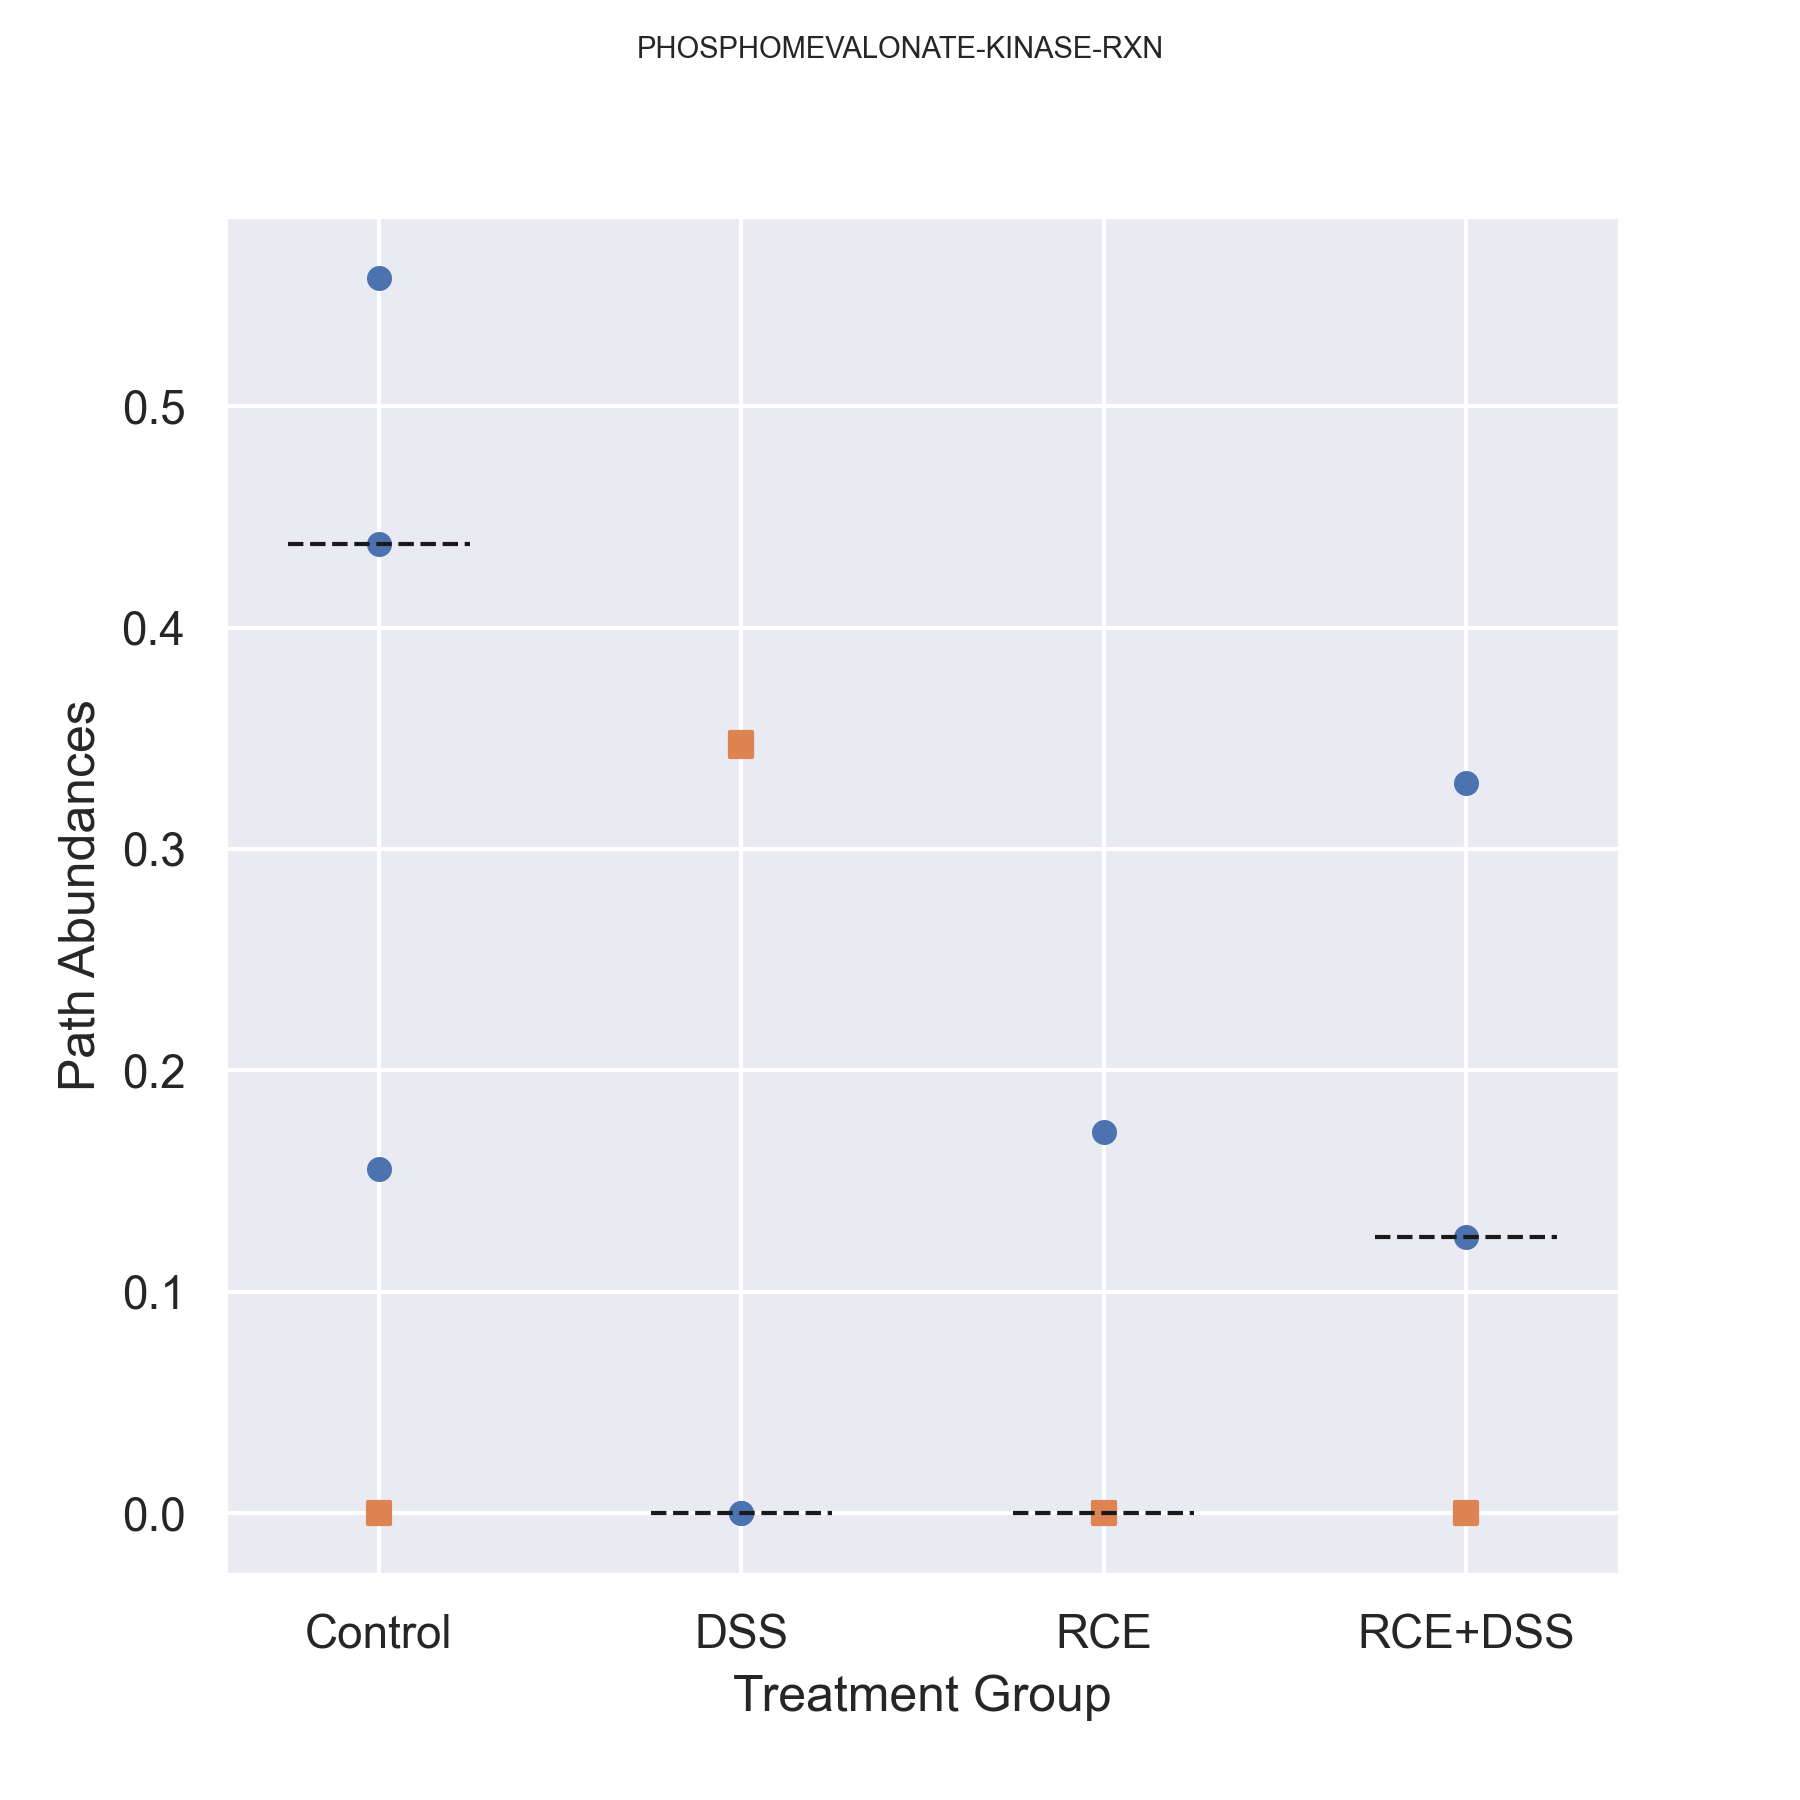 PHOSPHOMEVALONATE-KINASE-RXN
0.5
0.4
0.3
0.2
0.1
0.0
Path Abundances
Control DSS RCE RCE+DSS
Treatment Group